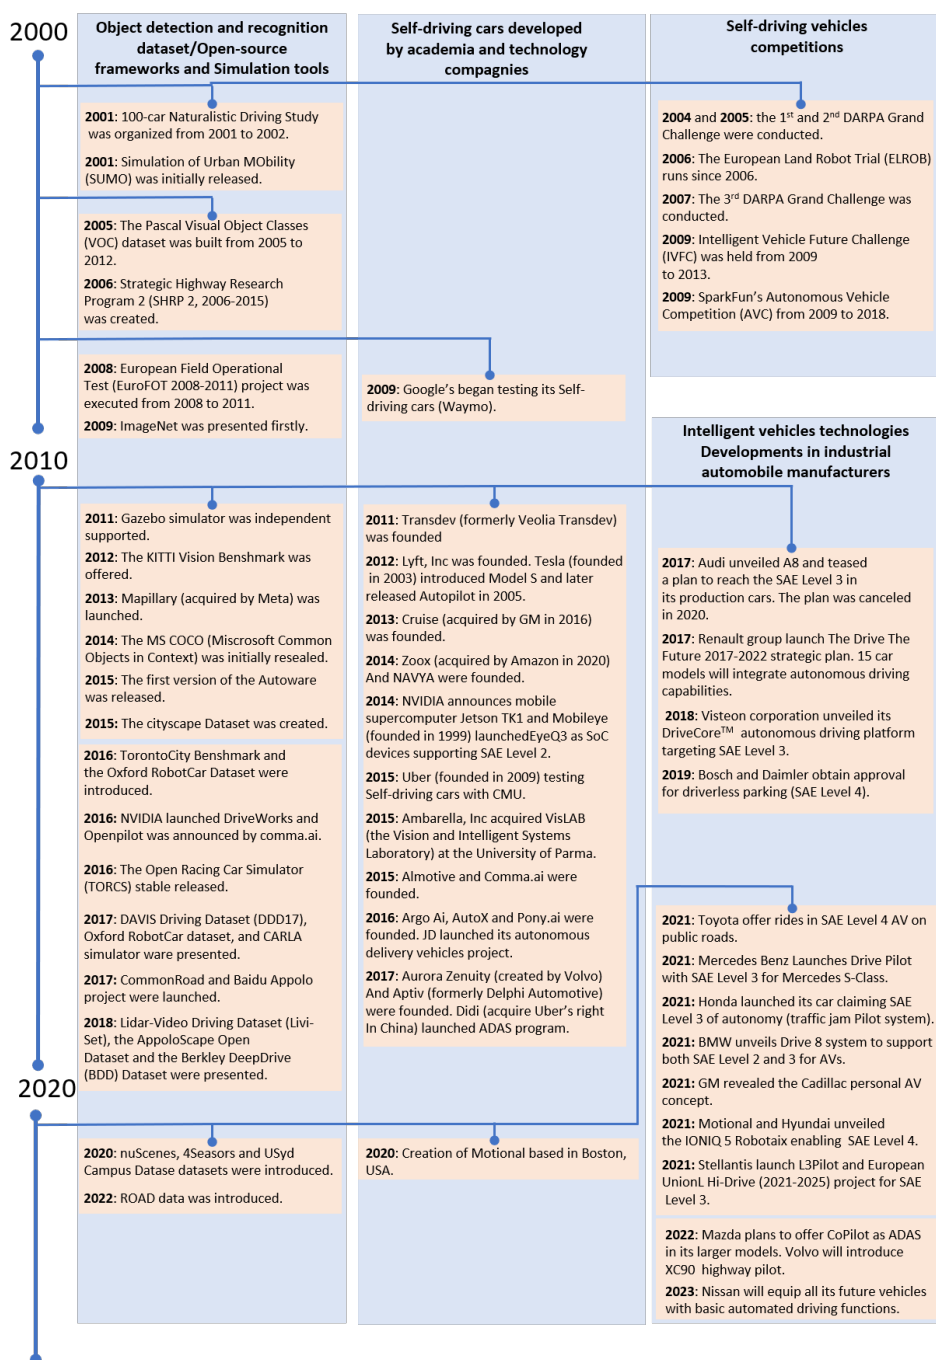 2000
Object detection and recognition
dataset/Open-source
frameworks and Simulation tools
2001: 100-car Naturalistic Driving Study
was organized from 2001 to 2002.
2001: Simulation of Urban MObility
(SUMO) was initially released.
2005: The Pascal Visual Object Classes
(VOC) dataset was built from 2005 to
2012.
2006: Strategic Highway Research
Program 2 (SHRP 2, 2006-2015)
was created.
2008: European Field Operational
Test (EuroFOT 2008-2011) project was
executed from 2008 to 2011.
2009: ImageNet was presented firstly.
Self-driving cars developed
by academia and technology
compagnies
2009: Google's began testing its Self-
driving cars (Waymo).
Self-driving vehicles
competitions
2004 and 2005: the 1st and 2nd DARPA Grand
Challenge were conducted.
2006: The European Land Robot Trial (ELROB)
runs since 2006.
2007: The 3rd DARPA Grand Challenge was
conducted.
2009: Intelligent Vehicle Future Challenge
(IVFC) was held from 2009
to 2013.
2009: SparkFun's Autonomous Vehicle
Competition (AVC) from 2009 to 2018.
2010
2011: Gazebo simulator was independent
supported.
2012: The KITTI Vision Benshmark was
offered.
2013: Mapillary (acquired by Meta) was
launched.
2014: The MS COCO (Miscrosoft Common
Objects in Context) was initially resealed.
2015: The first version of the Autoware
was released.
2015: The cityscape Dataset was created.
2016: TorontoCity Benchmark and
the Oxford RobotCar Dataset were
introduced.
2016: NVIDIA launched DriveWorks and
Openpilot was announced by comma.ai.
2016: The Open Racing Car Simulator
(TORCS) stable released.
2017: DAVIS Driving Dataset (DDD17),
Oxford RobotCar dataset, and CARLA
simulator ware presented.
2017: CommonRoad and Baidu Appolo
project were launched.
2018: Lidar-Video Driving Dataset (Livi-
Set), the AppoloScape Open
Dataset and the Berkley DeepDrive
(BDD) Dataset were presented.
2011: Transdev (formerly Veolia Transdev)
was founded
2012: Lyft, Inc was founded. Tesla (founded
in 2003) introduced Model S and later
released Autopilot in 2005.
2013: Cruise (acquired by GM in 2016)
was founded.
2014: Zoox (acquired by Amazon in 2020)
And NAVYA were founded.
2014: NVIDIA announces mobile
supercomputer Jetson TK1 and Mobileye
(founded in 1999) launchedEyeQ3 as SoC
devices supporting SAE Level 2.
2015: Uber (founded in 2009) testing
Self-driving cars with CMU.
2015: Ambarella, Inc acquired VisLAB
(the Vision and Intelligent Systems
Laboratory) at the University of Parma.
2015: Almotive and Comma.ai were
founded.
2016: Argo Ai, AutoX and Pony.ai were
founded. JD launched its autonomous
delivery vehicles project.
2017: Aurora Zenuity (created by Volvo)
And Aptiv (formerly Delphi Automotive)
were founded. Didi (acquire Uber's right
In China) launched ADAS program.
Intelligent vehicles technologies
Developments in industrial
automobile manufacturers
2017: Audi unveiled A8 and teased
a plan to reach the SAE Level 3 in
its production cars. The plan was canceled
in 2020.
2017: Renault group launch The Drive The
Future 2017-2022 strategic plan. 15 car
models will integrate autonomous driving
capabilities.
2018: Visteon corporation unveiled its
DriveCore™ autonomous driving platform
targeting SAE Level 3.
2019: Bosch and Daimler obtain approval
for driverless parking (SAE Level 4).
2020
2020: nuScenes, 4Seasons and USyd
Campus Datase datasets were introduced.
2022: ROAD data was introduced.
2020: Creation of Motional based in Boston,
USA.
2021: Toyota offer rides in SAE Level 4 AV on
public roads.
2021: Mercedes Benz Launches Drive Pilot
with SAE Level 3 for Mercedes S-Class.
2021: Honda launched its car claiming SAE
Level 3 of autonomy (traffic jam Pilot system).
2021: BMW unveils Drive 8 system to support
both SAE Level 2 and 3 for AVs.
2021: GM revealed the Cadillac personal AV
concept.
2021: Motional and Hyundai unveiled
the IONIQ 5 Robotaix enabling SAE Level 4.
2021: Stellantis launch L3Pilot and European
UnionL Hi-Drive (2021-2025) project for SAE
Level 3.
2022: Mazda plans to offer CoPilot as ADAS
in its larger models. Volvo will introduce
XC90 highway pilot.
2023: Nissan will equip all its future vehicles
with basic automated driving functions.